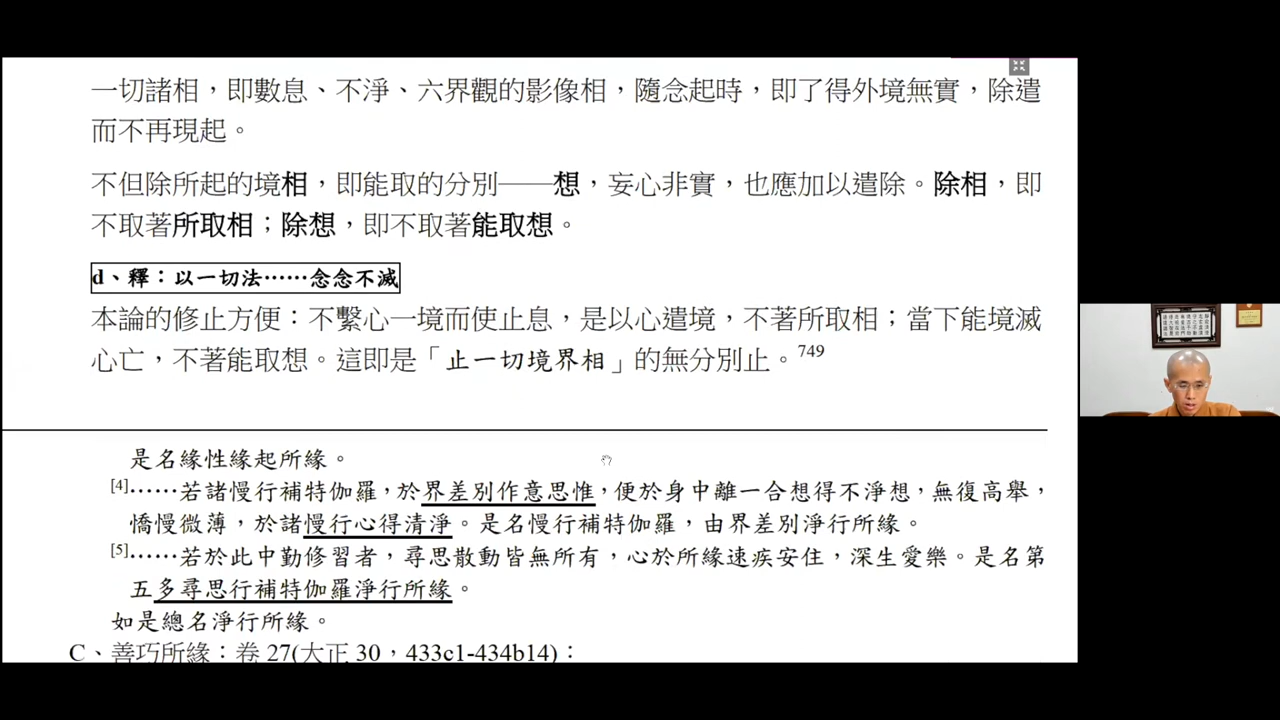 一切諸相，即數息、不淨、六界觀的影像相，隨念起時，即了得外境無實，除遣
而不再現起。
不但除所起的境相，即能取的分別──想，妄心非實，也應加以遣除。除相，即
不取著所取相；除想，即不取著能取想。
d、釋：以一切法……念念不滅
本論的修止方便：不繫心一境而使止息，是以心遣境，不著所取相；當下能境滅
心亡，不著能取想。這即是「止一切境界相」的無分別止。749
是名緣性緣起所緣。
[4]……若諸慢行補特伽羅，於界差別作意思惟，便於身中離一合想得不淨想，無復高舉，
憍慢微薄，於諸慢行心得清淨。是名慢行補特伽羅，由界差別淨行所緣。
[5]……若於此中勤修習者，尋思散動皆無所有，心於所緣速疾安住，深生愛樂。是名第
五多尋思行補特伽羅淨行所緣。
如是總名淨行所緣。
C、善巧所緣：卷 27(大正 30，433c1-434b14)：